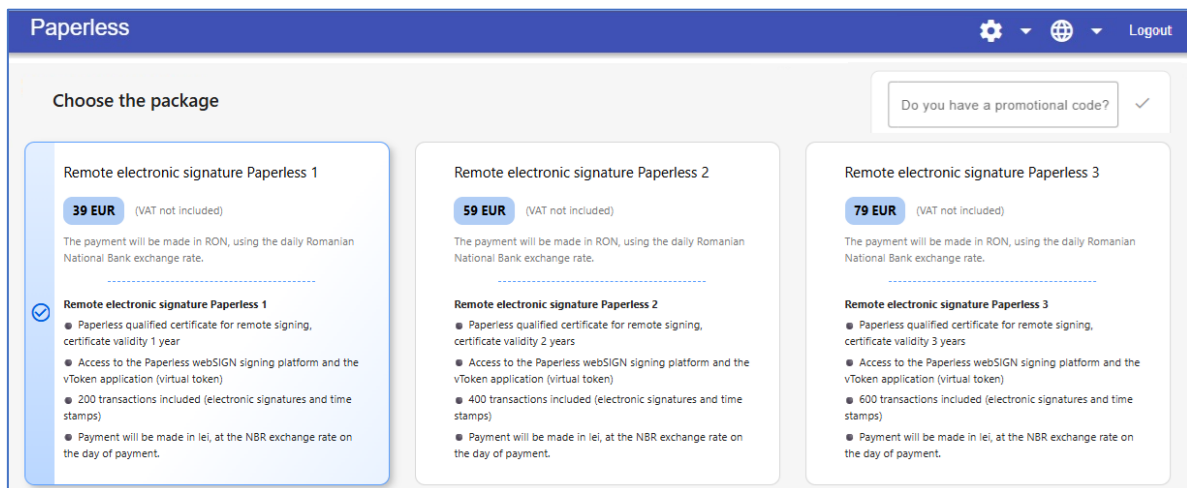 Paperless
Logout
Choose the package
Do you have a promotional code?
Remote electronic signature Paperless 1
39 EUR (VAT not included)
The payment will be made in RON, using the daily Romanian
National Bank exchange rate.
Remote electronic signature Paperless 1
Paperless qualified certificate for remote signing,
certificate validity 1 year
Access to the Paperless webSIGN signing platform and the
vToken application (virtual token)
200 transactions included (electronic signatures and time
stamps)
Payment will be made in lei, at the NBR exchange rate on
the day of payment.
Remote electronic signature Paperless 2
59 EUR (VAT not included)
The payment will be made in RON, using the daily Romanian
National Bank exchange rate.
Remote electronic signature Paperless 2
Paperless qualified certificate for remote signing,
certificate validity 2 years
Access to the Paperless webSIGN signing platform and the
vToken application (virtual token)
400 transactions included (electronic signatures and time
stamps)
Payment will be made in lei, at the NBR exchange rate on
the day of payment.
Remote electronic signature Paperless 3
79 EUR (VAT not included)
The payment will be made in RON, using the daily Romanian
National Bank exchange rate.
Remote electronic signature Paperless 3
Paperless qualified certificate for remote signing,
certificate validity 3 years
Access to the Paperless webSIGN signing platform and the
vToken application (virtual token)
600 transactions included (electronic signatures and time
stamps)
Payment will be made in lei, at the NBR exchange rate on
the day of payment.